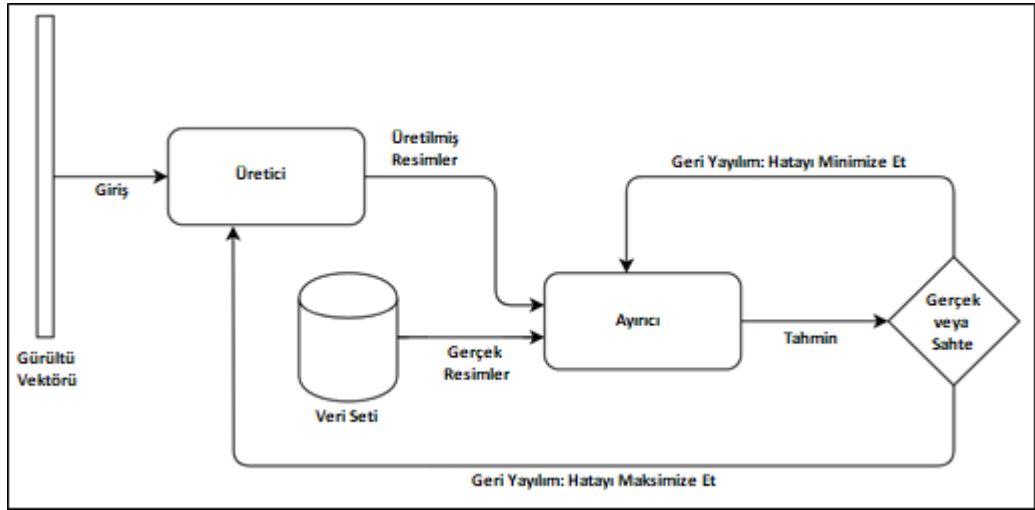 Gürültü
Vektörü
Giriş
Üretici
Üretilmiş
Resimler
Veri Seti
Gerçek
Resimler
Ayırıcı
Tahmin
Gerçek
veya
Sahte
Geri Yayılım: Hatayı Minimize Et
Geri Yayılım: Hatayı Maksimize Et